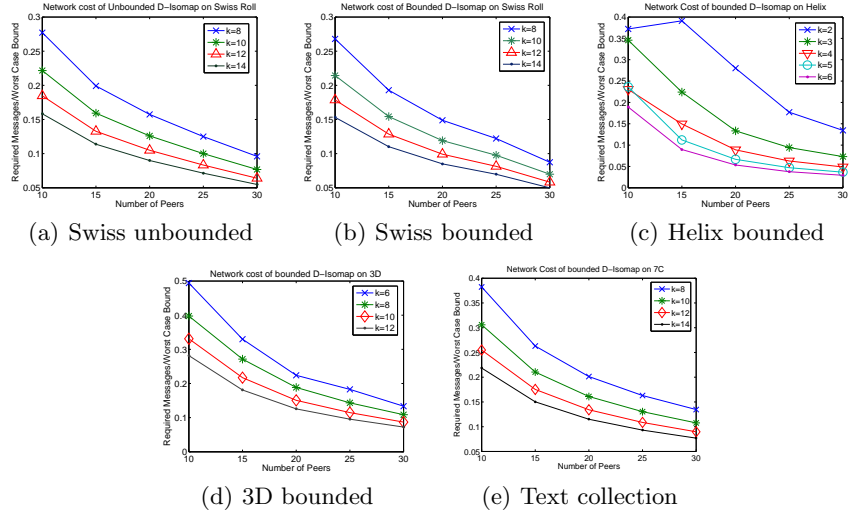 Network cost of Unbounded D−Isomap on Swiss Roll
Required Messages/Worst Case Bound
0.3
0.25
0.2
0.15
0.1
0.05
10 15 20 25 30
Number of Peers
k=8
k=10
k=12
k=14
(a) Swiss unbounded
Network cost of Bounded D−Isomap on Swiss Roll
Required Messages/Worst Case Bound
0.3
0.25
0.2
0.15
0.1
0.05
10 15 20 25 30
Number of Peers
k=8
k=10
k=12
k=14
(b) Swiss bounded
Network Cost of bounded D−Isomap on Helix
Required Messages/Worst Case Bound
0.4
0.35
0.3
0.25
0.2
0.15
0.1
0.05
0
10 15 20 25 30
Number of Peers
k=2
k=3
k=4
k=5
k=6
(c) Helix bounded
Network cost of bounded D−Isomap on 3D
Required Messages/Worst Case Bound
0.5
0.4
0.3
0.2
0.1
0
10 15 20 25 30
Number of Peers
k=6
k=8
k=10
k=12
(d) 3D bounded
Network Cost of bounded D−Isomap on 7C
Required Messages/Worst Case Bound
0.4
0.35
0.3
0.25
0.2
0.15
0.1
0.05
10 15 20 25 30
Number of Peers
k=8
k=10
k=12
k=14
(e) Text collection